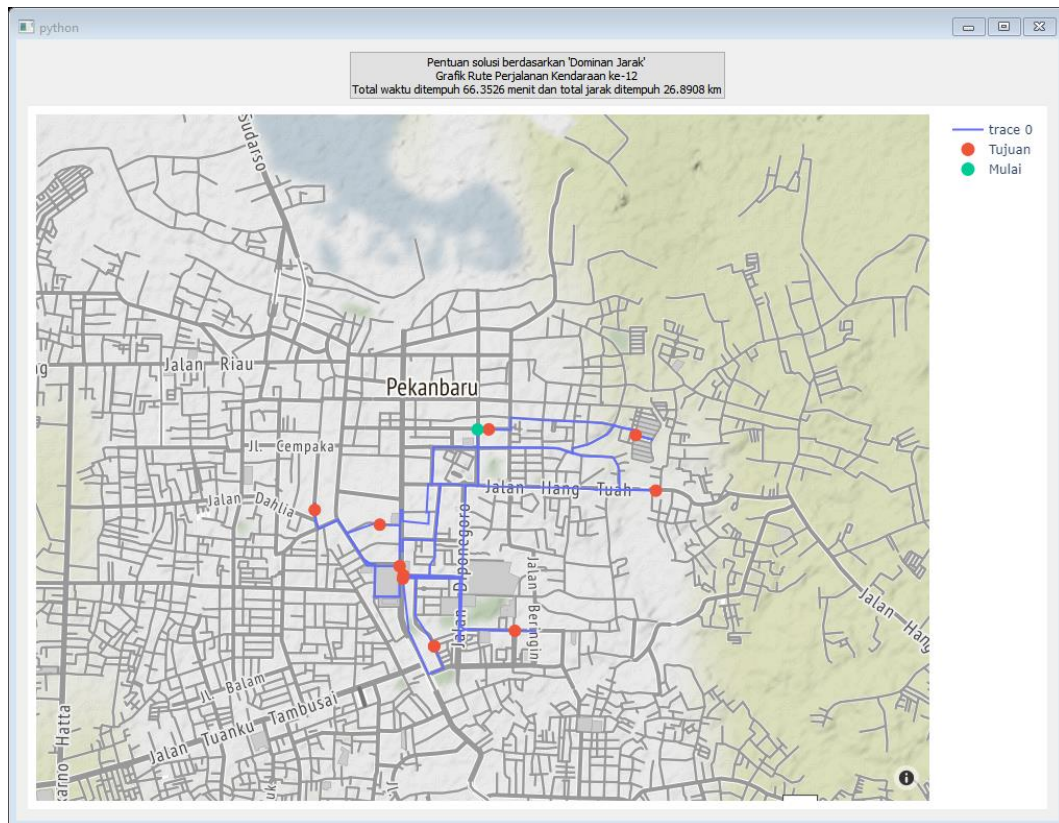 python
Pentuan solusi berdasarkan 'Dominan Jarak'
Grafik Rute Perjalanan Kendaraan ke-12
Total waktu ditempuh 66.3526 menit dan total jarak ditempuh 26.8908 km
trace 0
Tujuan
Mulai
Sudarso
Jalan Riau
Pekanbaru
Jl. Cempaka
Jalan Dahlia
Jalan Hang Tuah
Jalan Diponegoro
Jalan Beringin
Jalan Hang
Jl. Balam
Jalan Tuanku Tambusai
karno Hatta